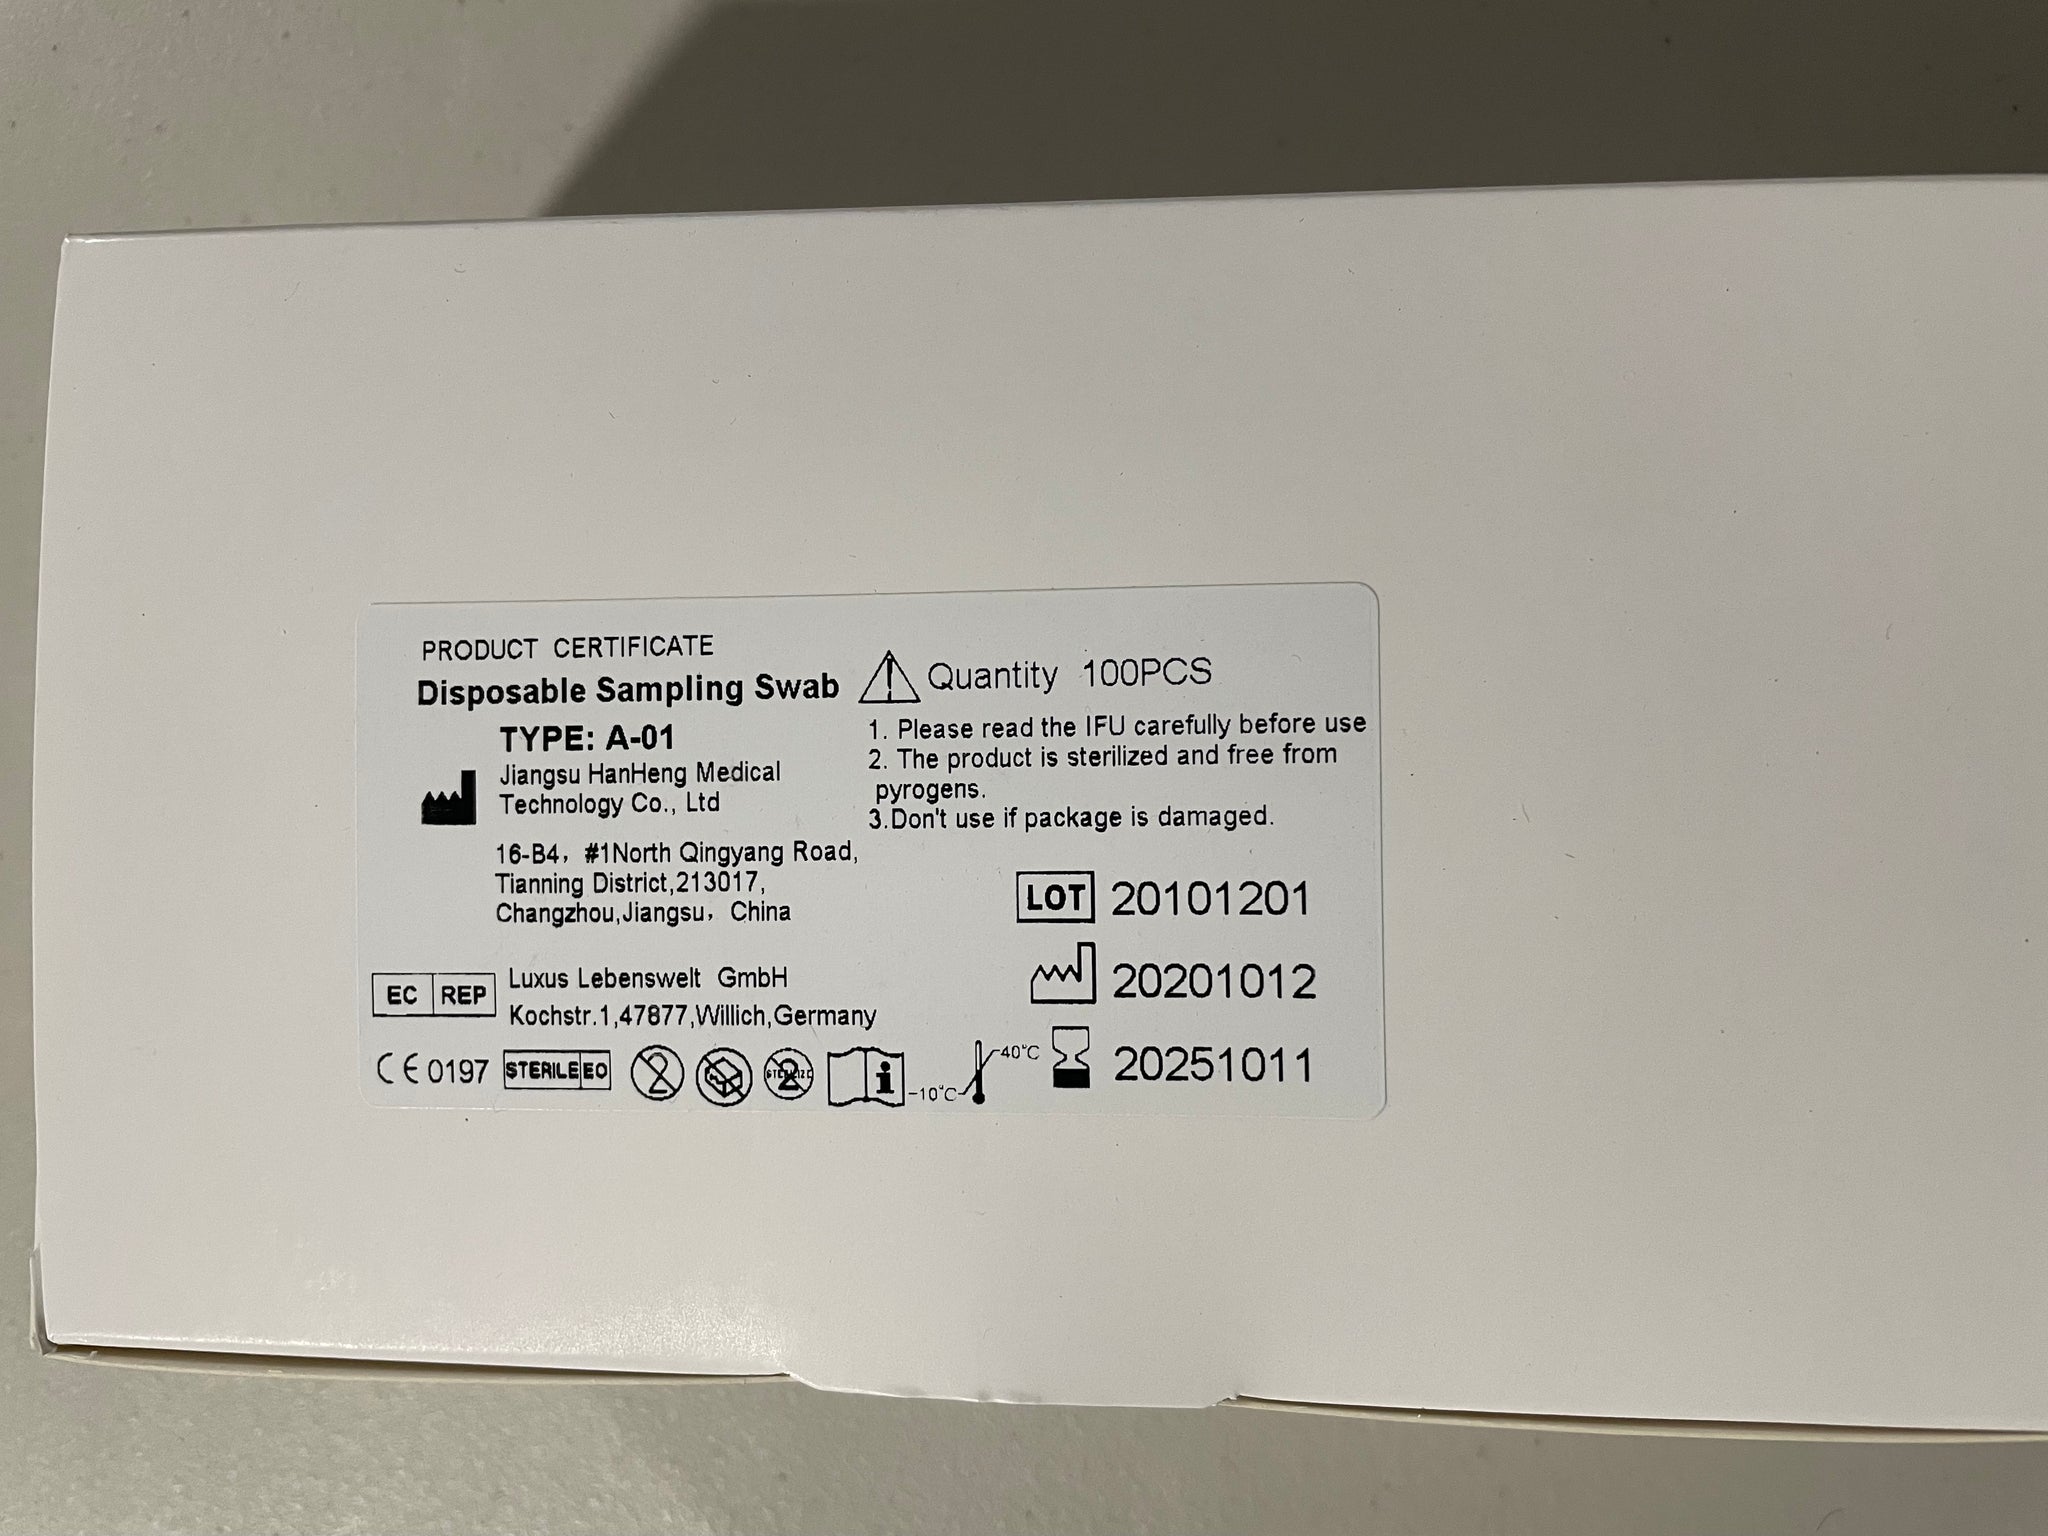 PRODUCT CERTIFICATE
Disposable Sampling Swab
TYPE: A-01
Jiangsu HanHeng Medical
Technology Co., Ltd
16-B4，#1North Qingyang Road,
Tianning District,213017,
Changzhou,Jiangsu，China
EC REP
Luxus Lebenswelt GmbH
Kochstr.1,47877,Willich,Germany
CE 0197 STERILE EO 2 STERILIZE 2 i -10°C 40°C
Quantity 100PCS
1. Please read the IFU carefully before use
2. The product is sterilized and free from
pyrogens.
3.Don't use if package is damaged.
LOT 20101201
20201012
20251011